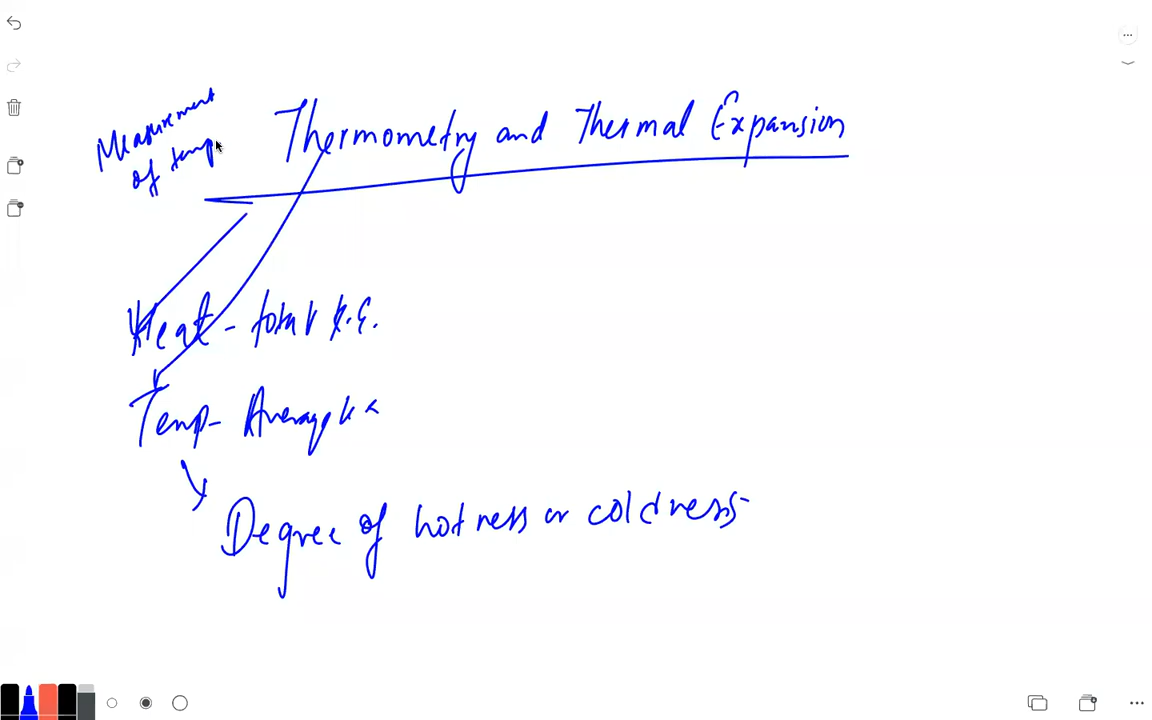 Measurement
of temp
Thermometry and Thermal Expansion
Heat - total K.E.
Temp - Average K
Degree of hotness or coldness